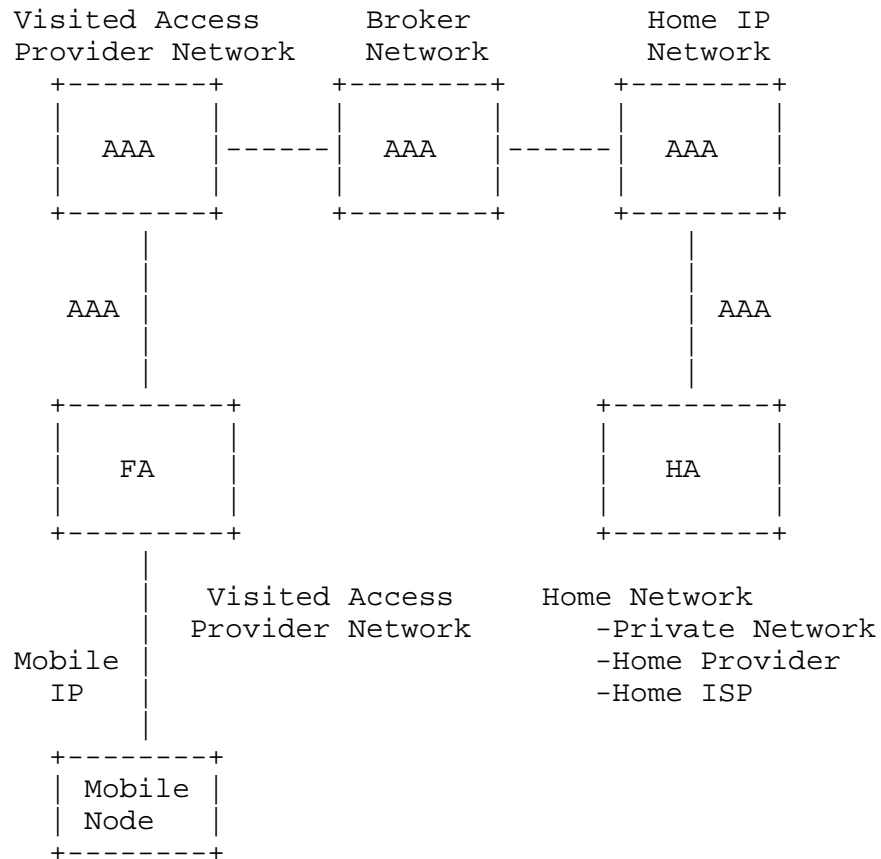 Visited Access Broker Home IP
Provider Network Network Network
AAA AAA AAA
AAA AAA
FA HA
Visited Access Home Network
Provider Network -Private Network
Mobile -Home Provider
IP -Home ISP
Mobile
Node